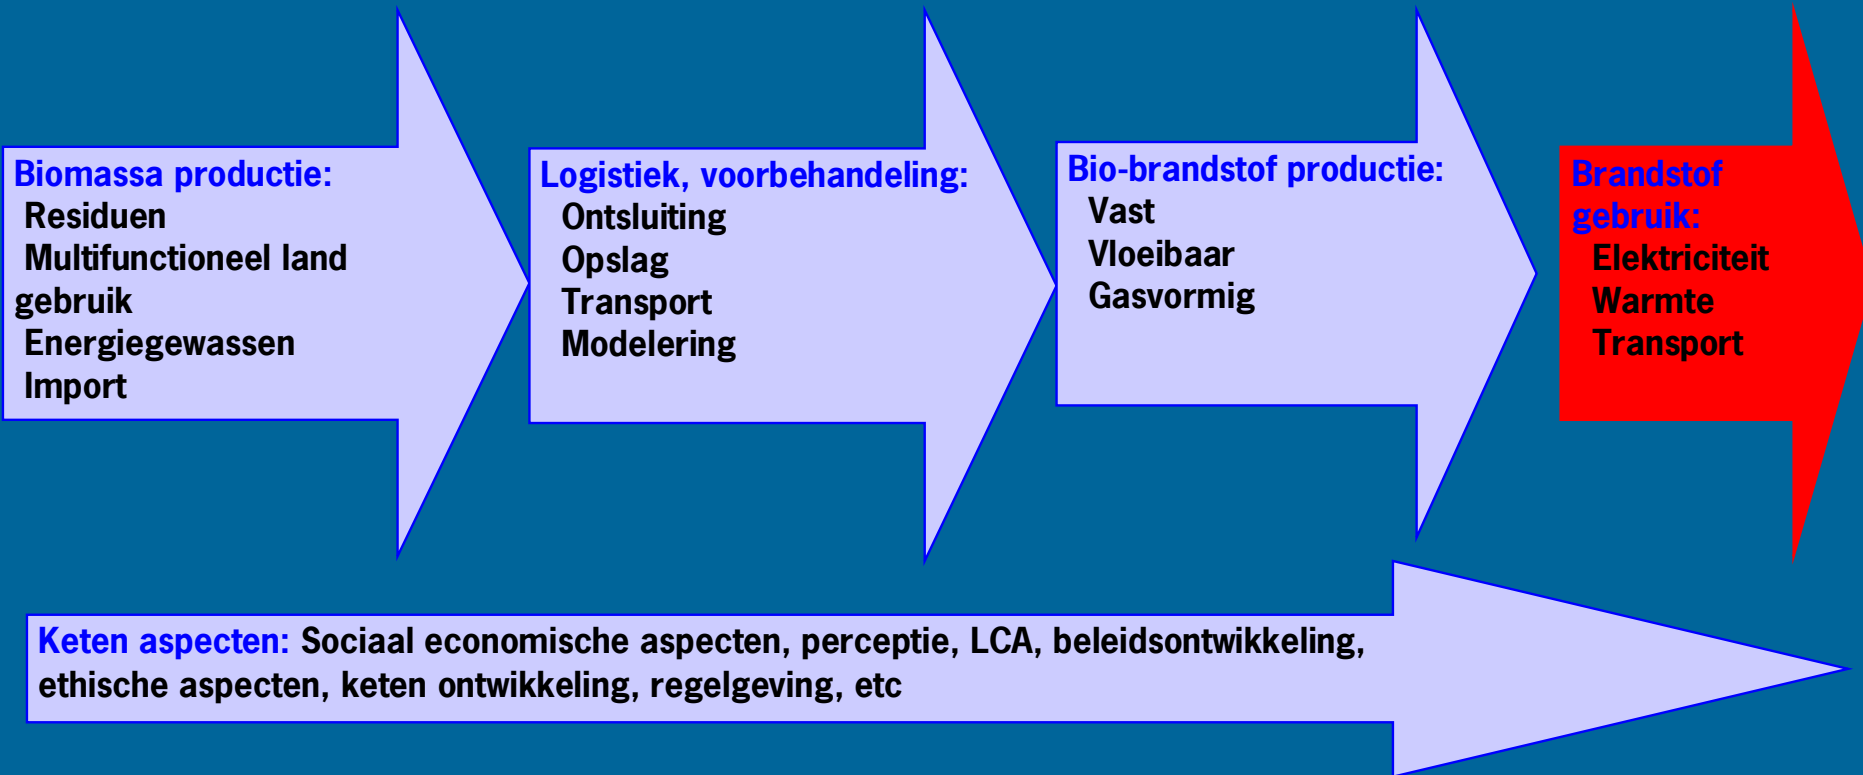 Biomassa productie:
Residuen
Multifunctioneel land
gebruik
Energiegewassen
Import
Logistiek, voorbehandeling:
Ontsluiting
Opslag
Transport
Modelering
Bio-brandstof productie:
Vast
Vloeibaar
Gasvormig
Brandstof
gebruik:
Elektriciteit
Warmte
Transport
Keten aspecten: Sociaal economische aspecten, perceptie, LCA, beleidsontwikkeling,
ethische aspecten, keten ontwikkeling, regelgeving, etc